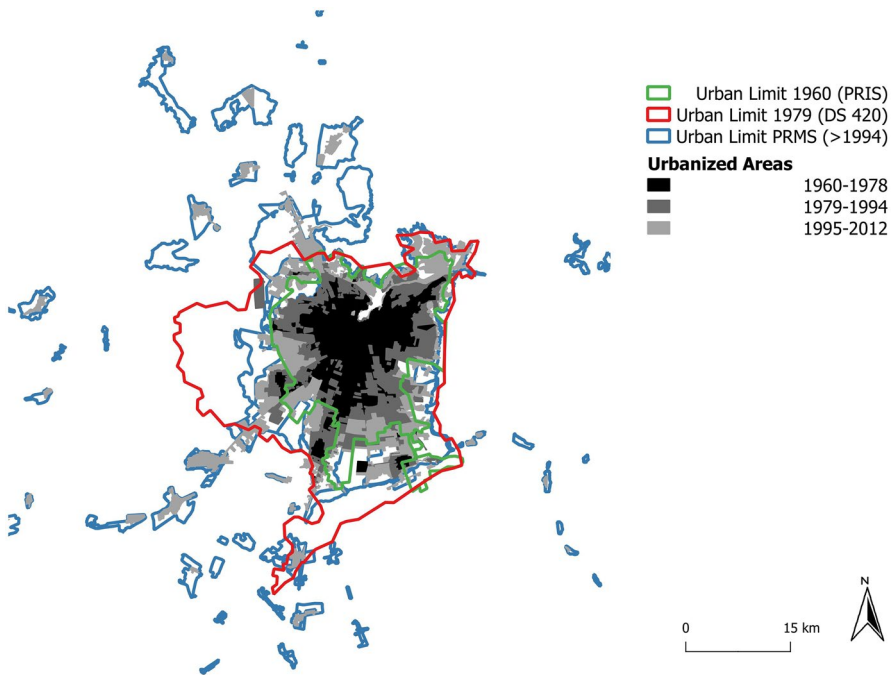 Urban Limit 1960 (PRIS)
Urban Limit 1979 (DS 420)
Urban Limit PRMS (>1994)
Urbanized Areas
1960-1978
1979-1994
1995-2012
N
0 15 km